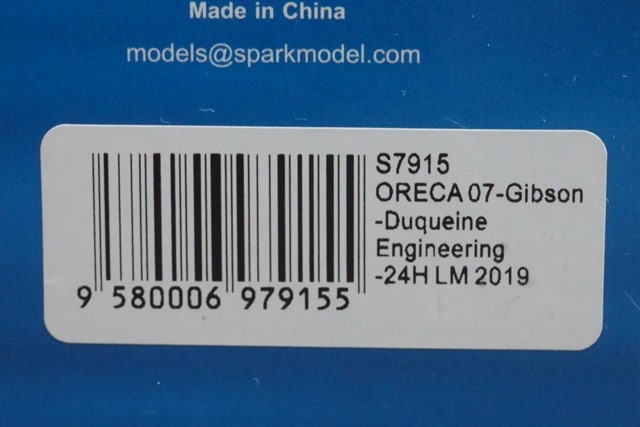 Made in China
models@sparkmodel.com
S7915
ORECA 07-Gibson
-Duqueine
Engineering
-24H LM 2019
9 580006 979155